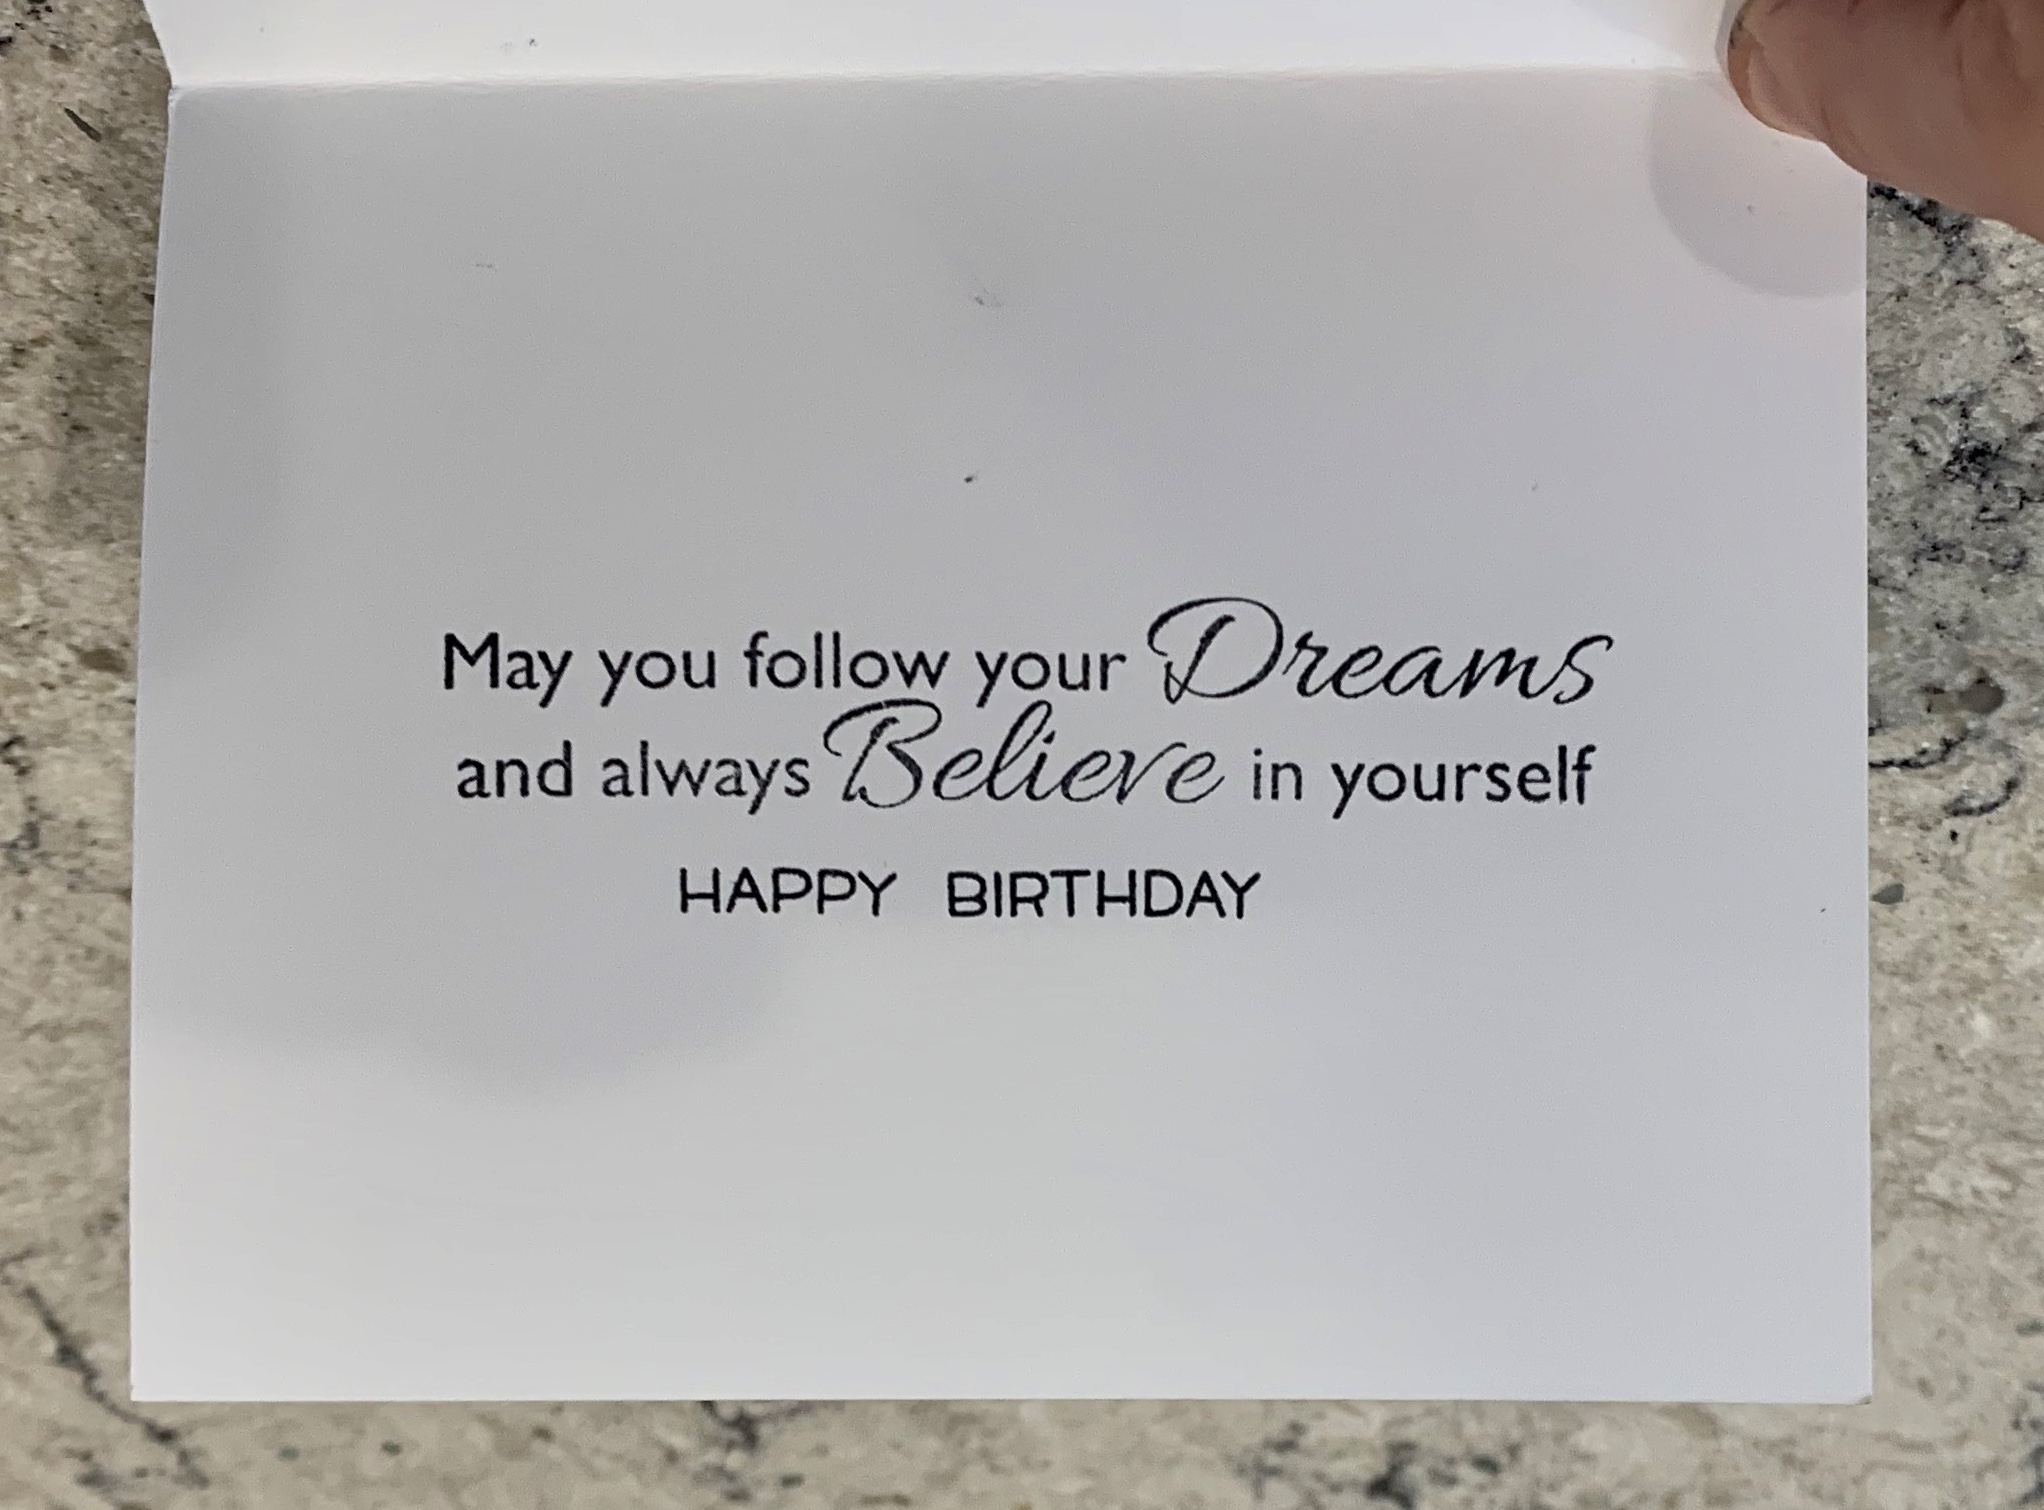 May you follow your Dreams
and always Believe in yourself
HAPPY BIRTHDAY